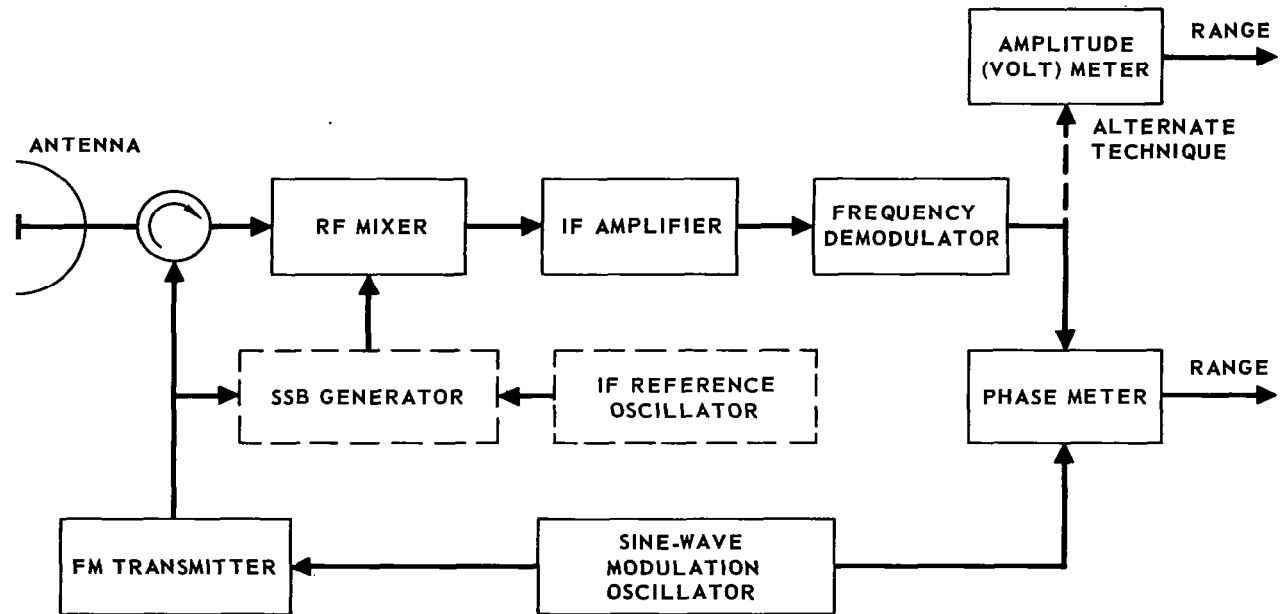 AMPLITUDE
(VOLT) METER
RANGE
ANTENNA
ALTERNATE
TECHNIQUE
RF MIXER
IF AMPLIFIER
FREQUENCY
DEMODULATOR
SSB GENERATOR
IF REFERENCE
OSCILLATOR
PHASE METER
RANGE
FM TRANSMITTER
SINE-WAVE
MODULATION
OSCILLATOR